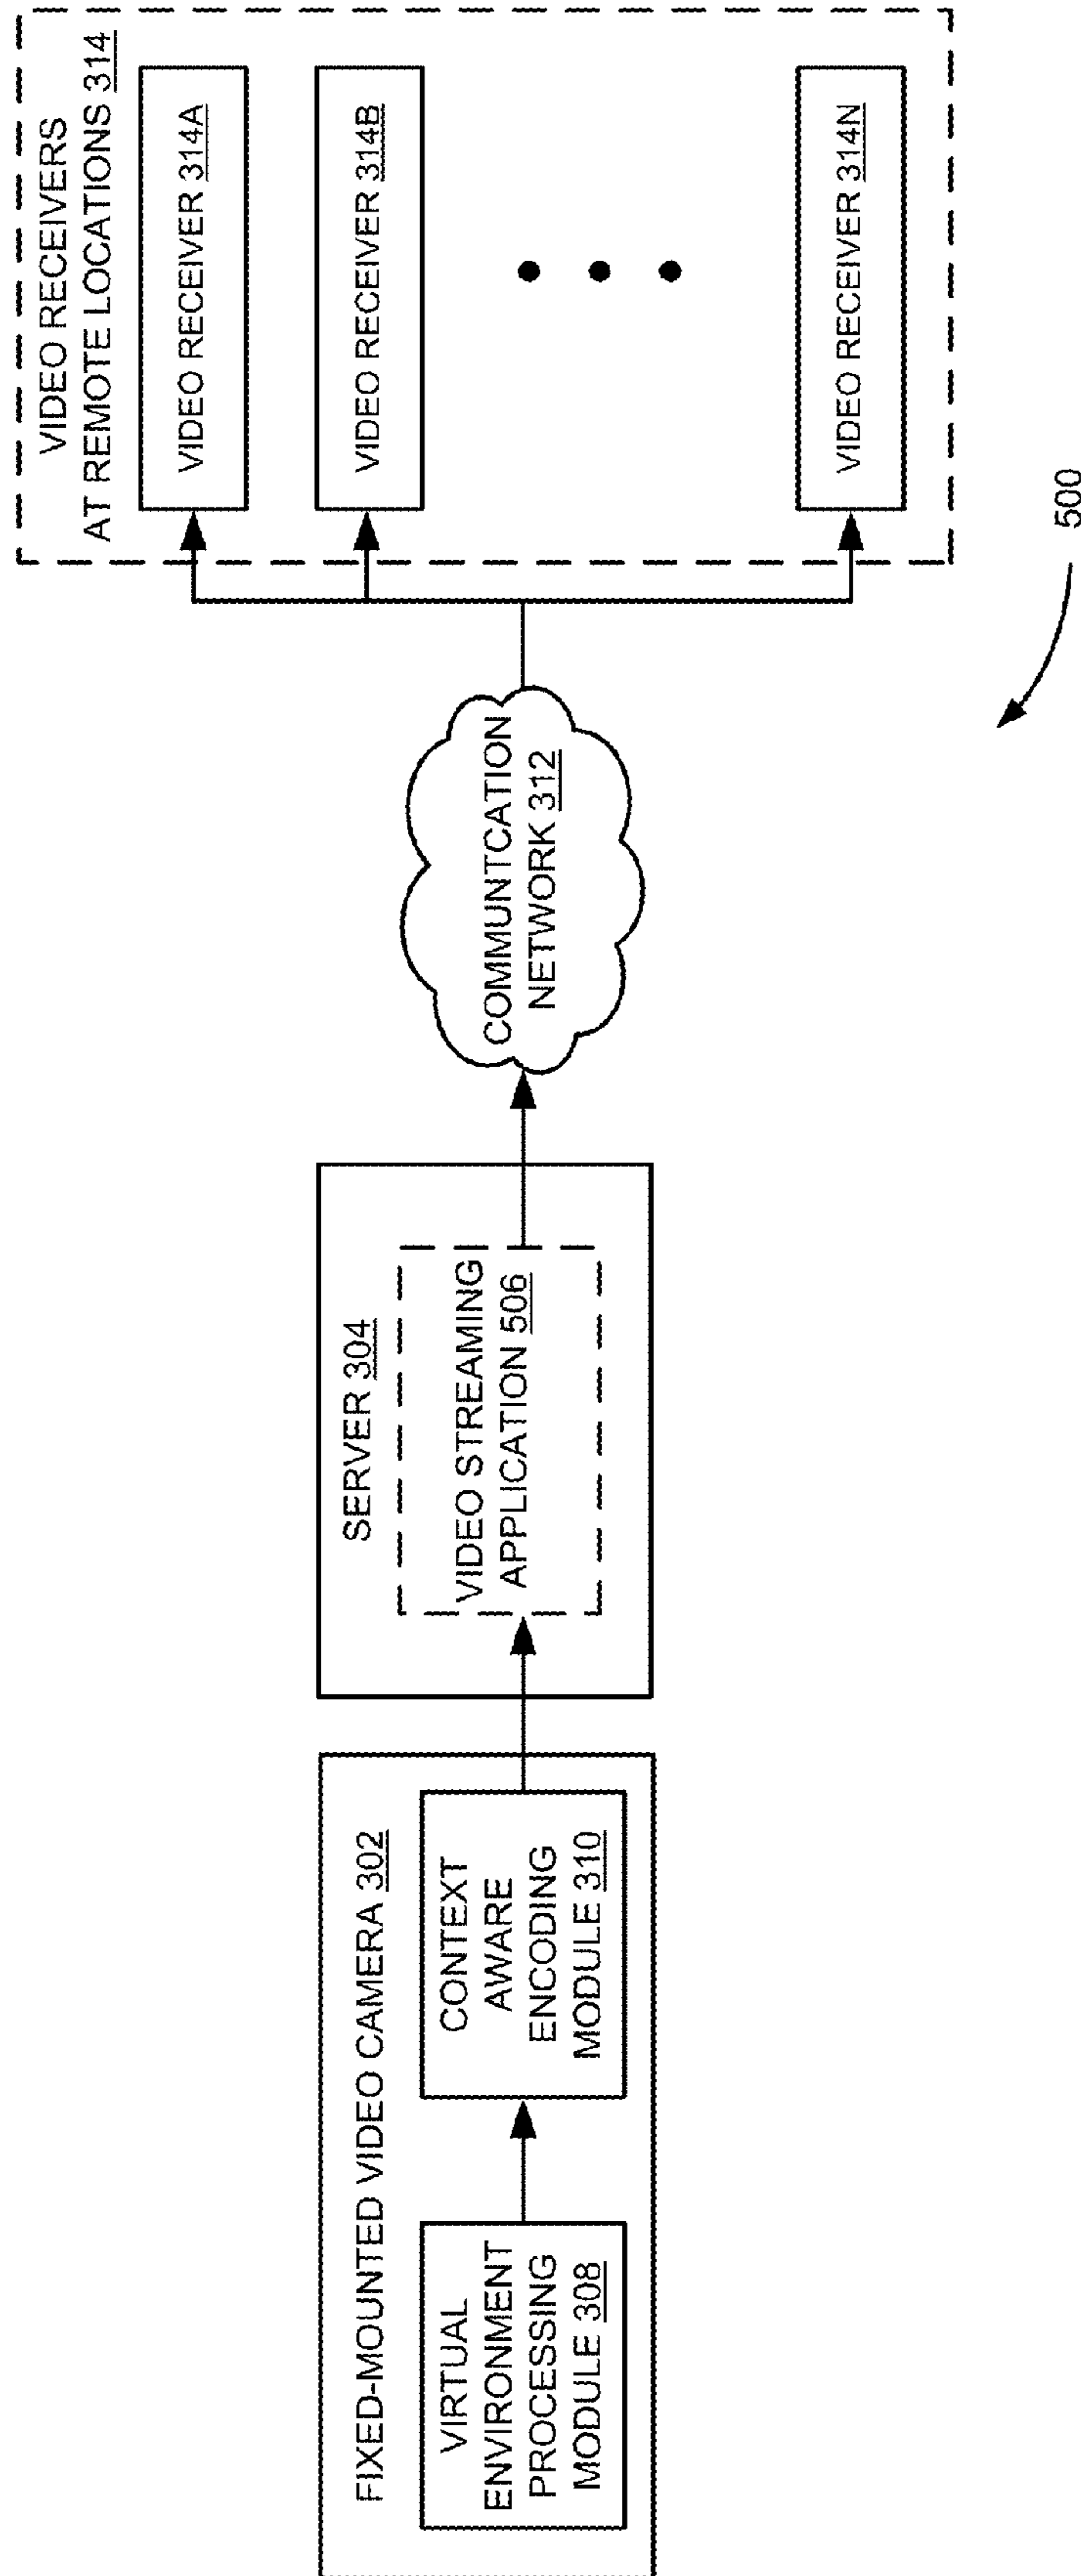 FIXED-MOUNTED VIDEO CAMERA 302
VIRTUAL
ENVIRONMENT
PROCESSING
MODULE 308
CONTEXT
AWARE
ENCODING
MODULE 310
SERVER 304
VIDEO STREAMING
APPLICATION 506
COMMUNTCATION
NETWORK 312
VIDEO RECEIVERS
AT REMOTE LOCATIONS 314
VIDEO RECEIVER 314A
VIDEO RECEIVER 314B
VIDEO RECEIVER 314N
500